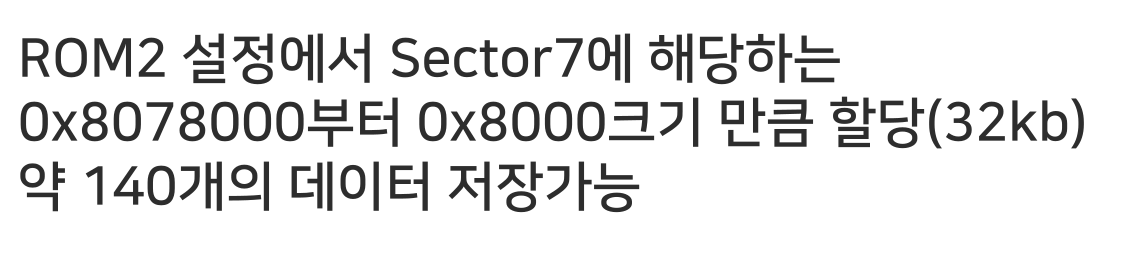 ROM2 설정에서 Sector7에 해당하는
0x8078000부터 0x8000크기 만큼 할당(32kb)
약 140개의 데이터 저장가능